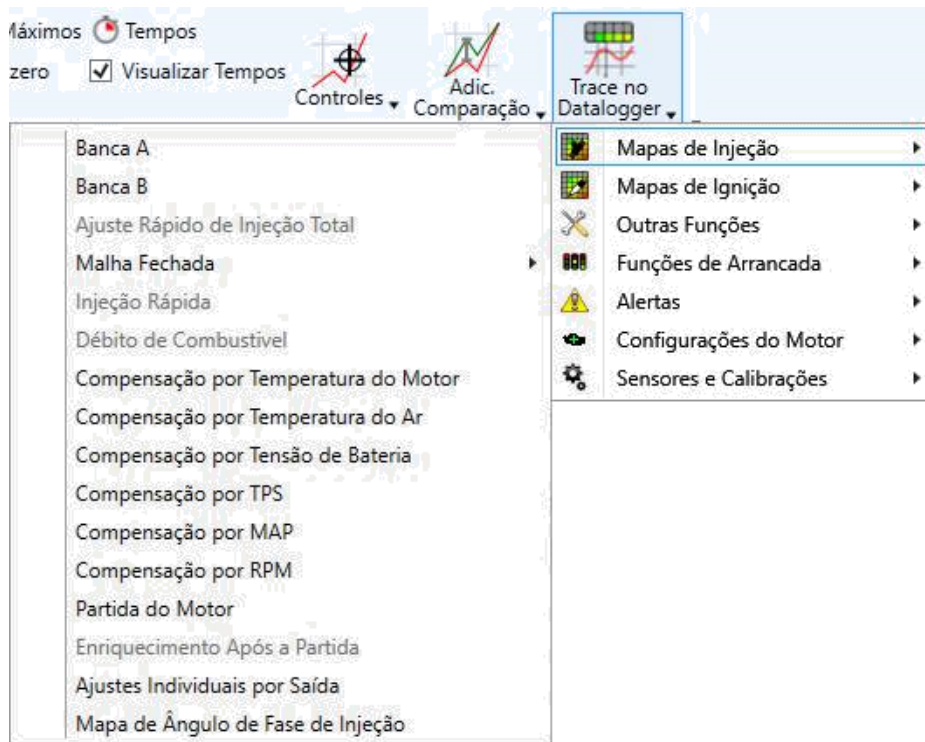 Máximos Tempos
zero Visualizar Tempos
Controles
Adic.
Comparação
Trace no
Datalogger
Banca A
Banca B
Ajuste Rápido de Injeção Total
Malha Fechada
Injeção Rápida
Débito de Combustivel
Compensação por Temperatura do Motor
Compensação por Temperatura do Ar
Compensação por Tensão de Bateria
Compensação por TPS
Compensação por MAP
Compensação por RPM
Partida do Motor
Enriquecimento Após a Partida
Ajustes Individuais por Saída
Mapa de Ângulo de Fase de Injeção
Mapas de Injeção
Mapas de Ignição
Outras Funções
Funções de Arrancada
Alertas
Configurações do Motor
Sensores e Calibrações